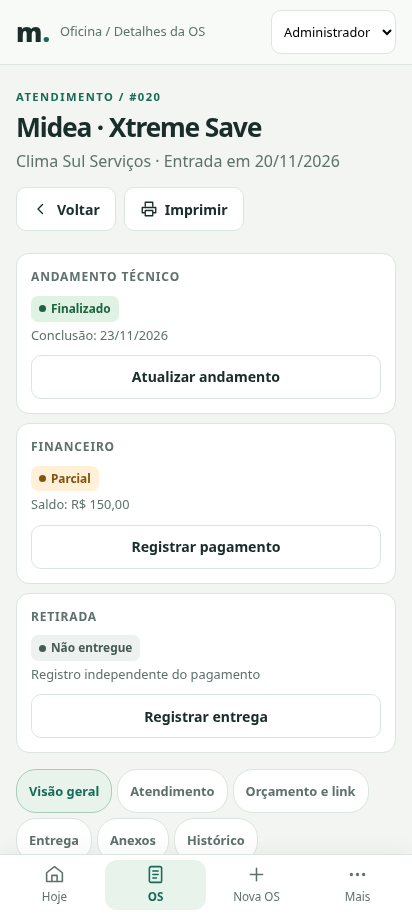 m. Oficina / Detalhes da OS Administrador
ATENDIMENTO / #020
Midea · Xtreme Save
Clima Sul Serviços · Entrada em 20/11/2026
Voltar Imprimir
ANDAMENTO TÉCNICO
Finalizado
Conclusão: 23/11/2026
Atualizar andamento
FINANCEIRO
Parcial
Saldo: R$ 150,00
Registrar pagamento
RETIRADA
Não entregue
Registro independente do pagamento
Registrar entrega
Visão geral Atendimento Orçamento e link
Entrega Anexos Histórico
Hoje OS Nova OS Mais